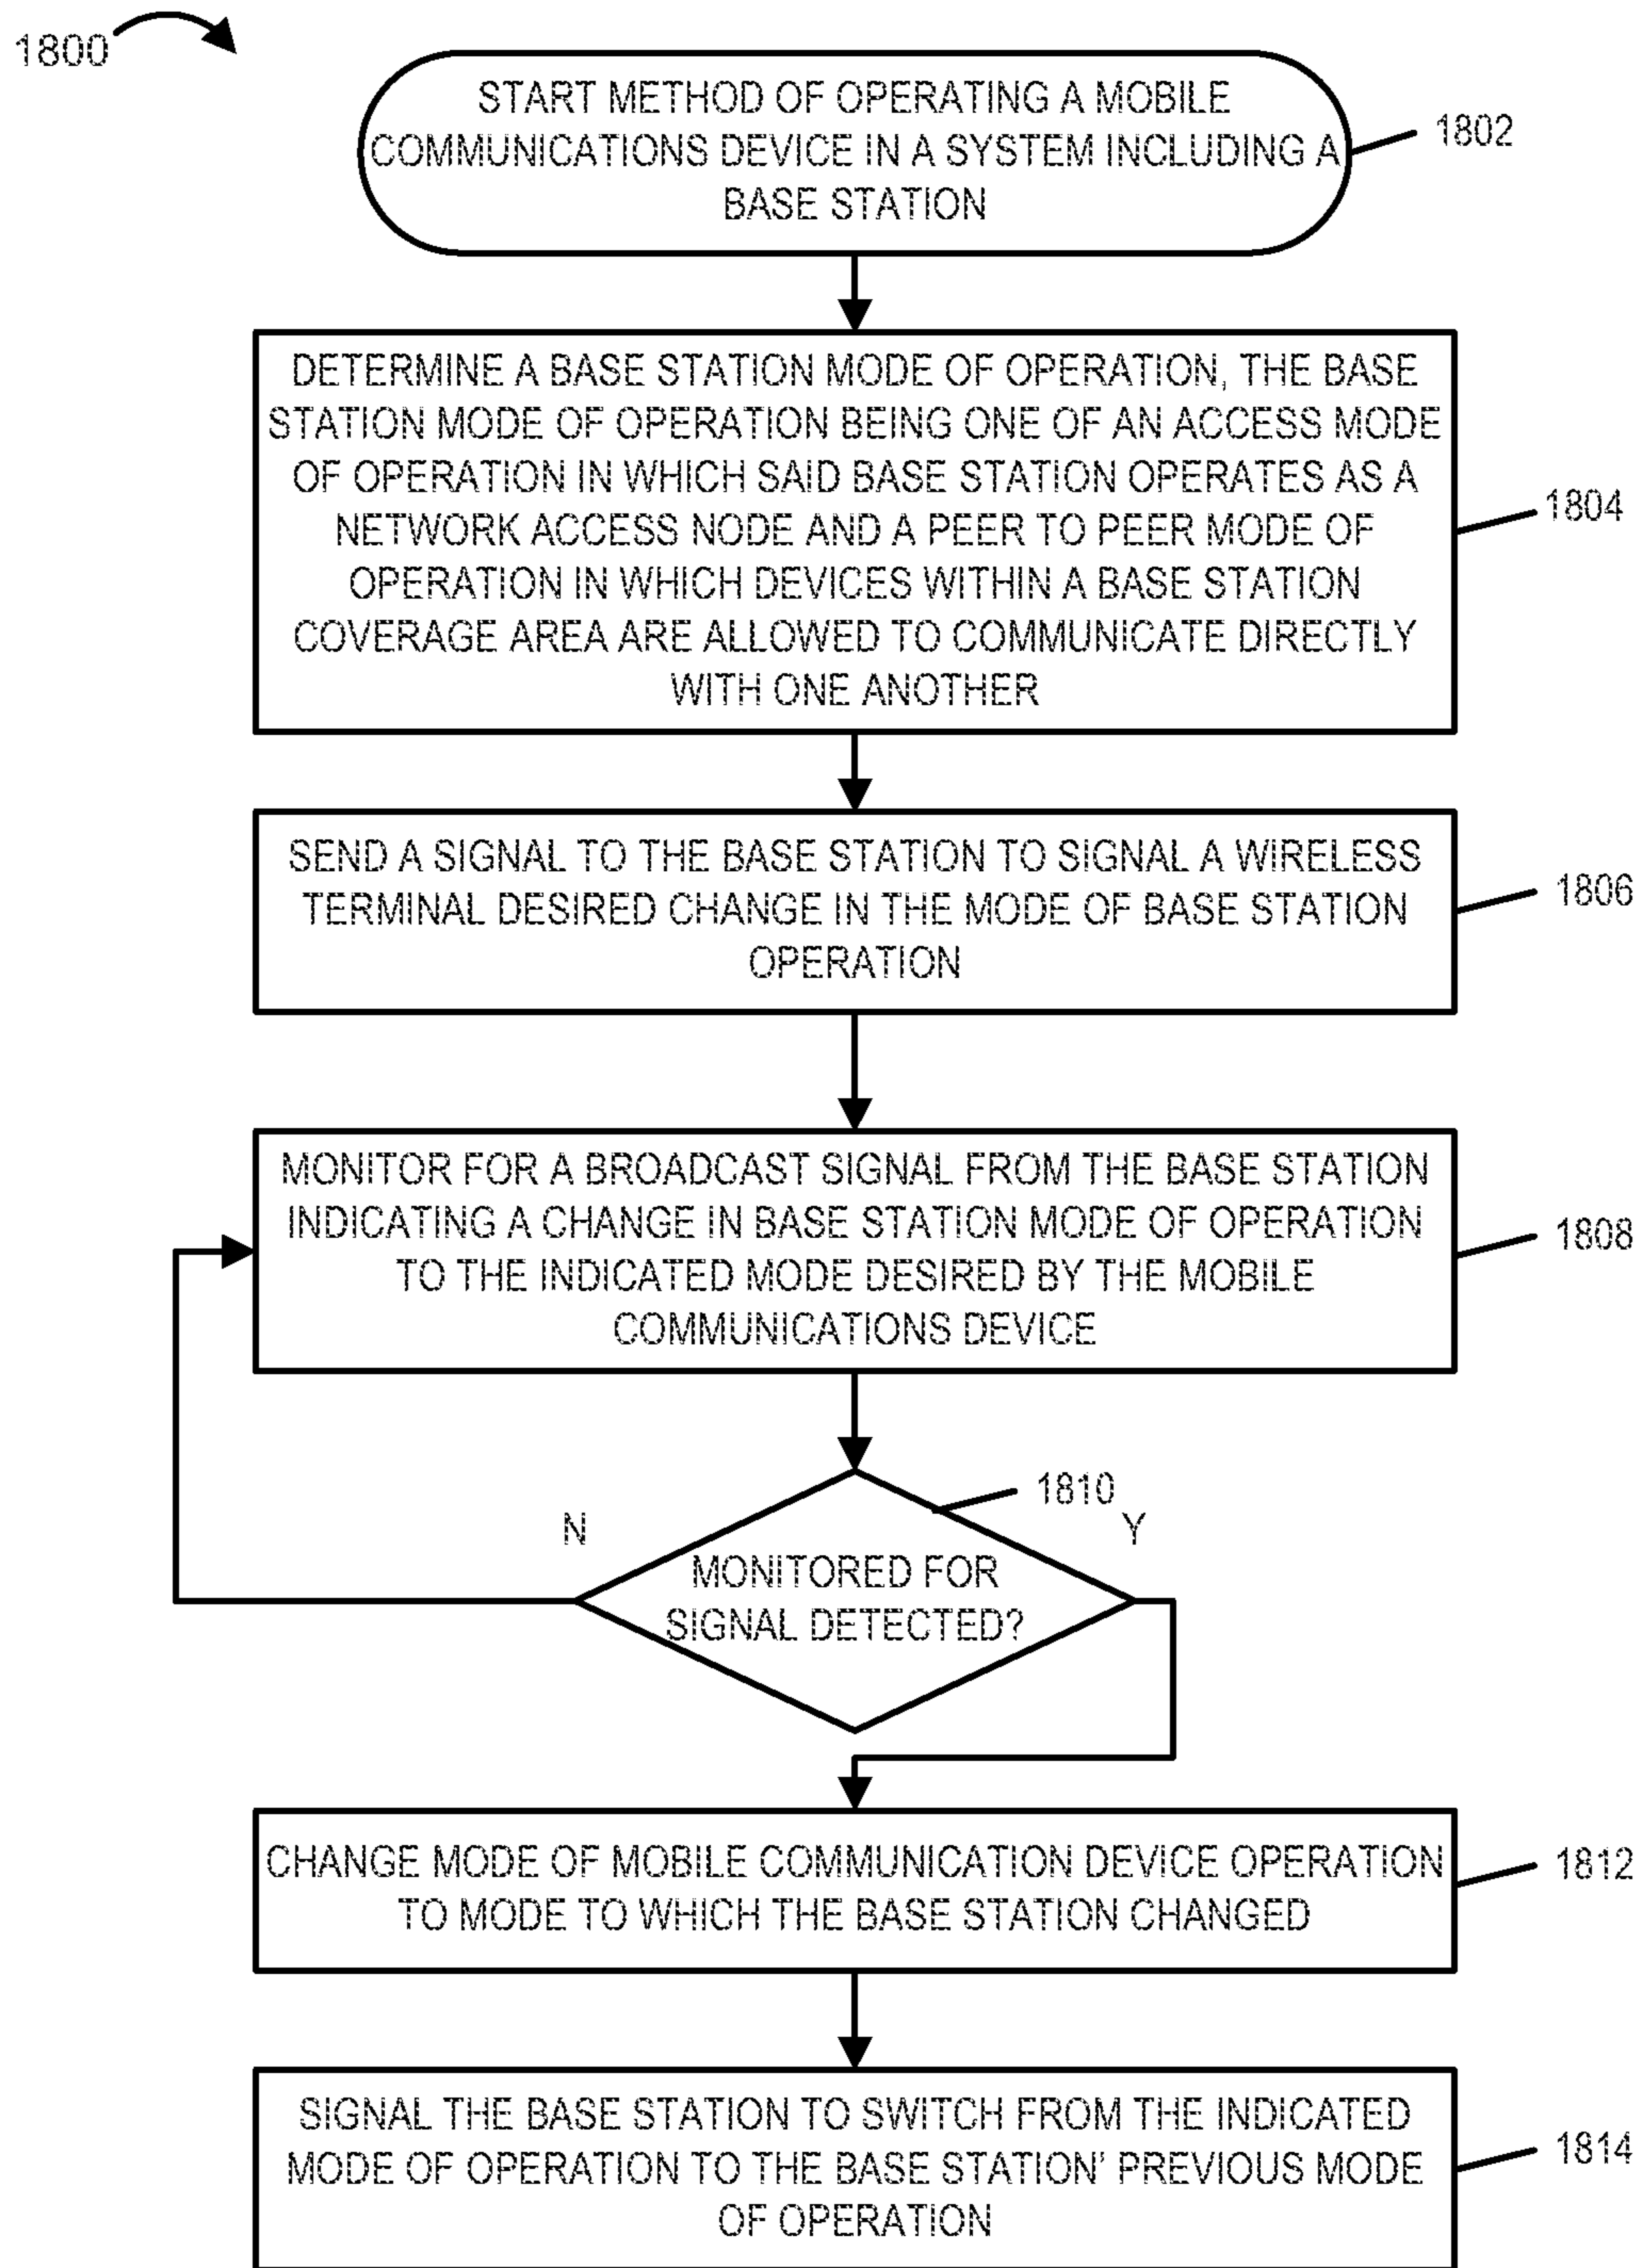 1800
START METHOD OF OPERATING A MOBILE
COMMUNICATIONS DEVICE IN A SYSTEM INCLUDING A
BASE STATION
1802
DETERMINE A BASE STATION MODE OF OPERATION, THE BASE
STATION MODE OF OPERATION BEING ONE OF AN ACCESS MODE
OF OPERATION IN WHICH SAID BASE STATION OPERATES AS A
NETWORK ACCESS NODE AND A PEER TO PEER MODE OF
OPERATION IN WHICH DEVICES WITHIN A BASE STATION
COVERAGE AREA ARE ALLOWED TO COMMUNICATE DIRECTLY
WITH ONE ANOTHER
1804
SEND A SIGNAL TO THE BASE STATION TO SIGNAL A WIRELESS
TERMINAL DESIRED CHANGE IN THE MODE OF BASE STATION
OPERATION
1806
MONITOR FOR A BROADCAST SIGNAL FROM THE BASE STATION
INDICATING A CHANGE IN BASE STATION MODE OF OPERATION
TO THE INDICATED MODE DESIRED BY THE MOBILE
COMMUNICATIONS DEVICE
1808
1810
N
Y
MONITORED FOR
SIGNAL DETECTED?
CHANGE MODE OF MOBILE COMMUNICATION DEVICE OPERATION
TO MODE TO WHICH THE BASE STATION CHANGED
1812
SIGNAL THE BASE STATION TO SWITCH FROM THE INDICATED
MODE OF OPERATION TO THE BASE STATION' PREVIOUS MODE
OF OPERATION
1814